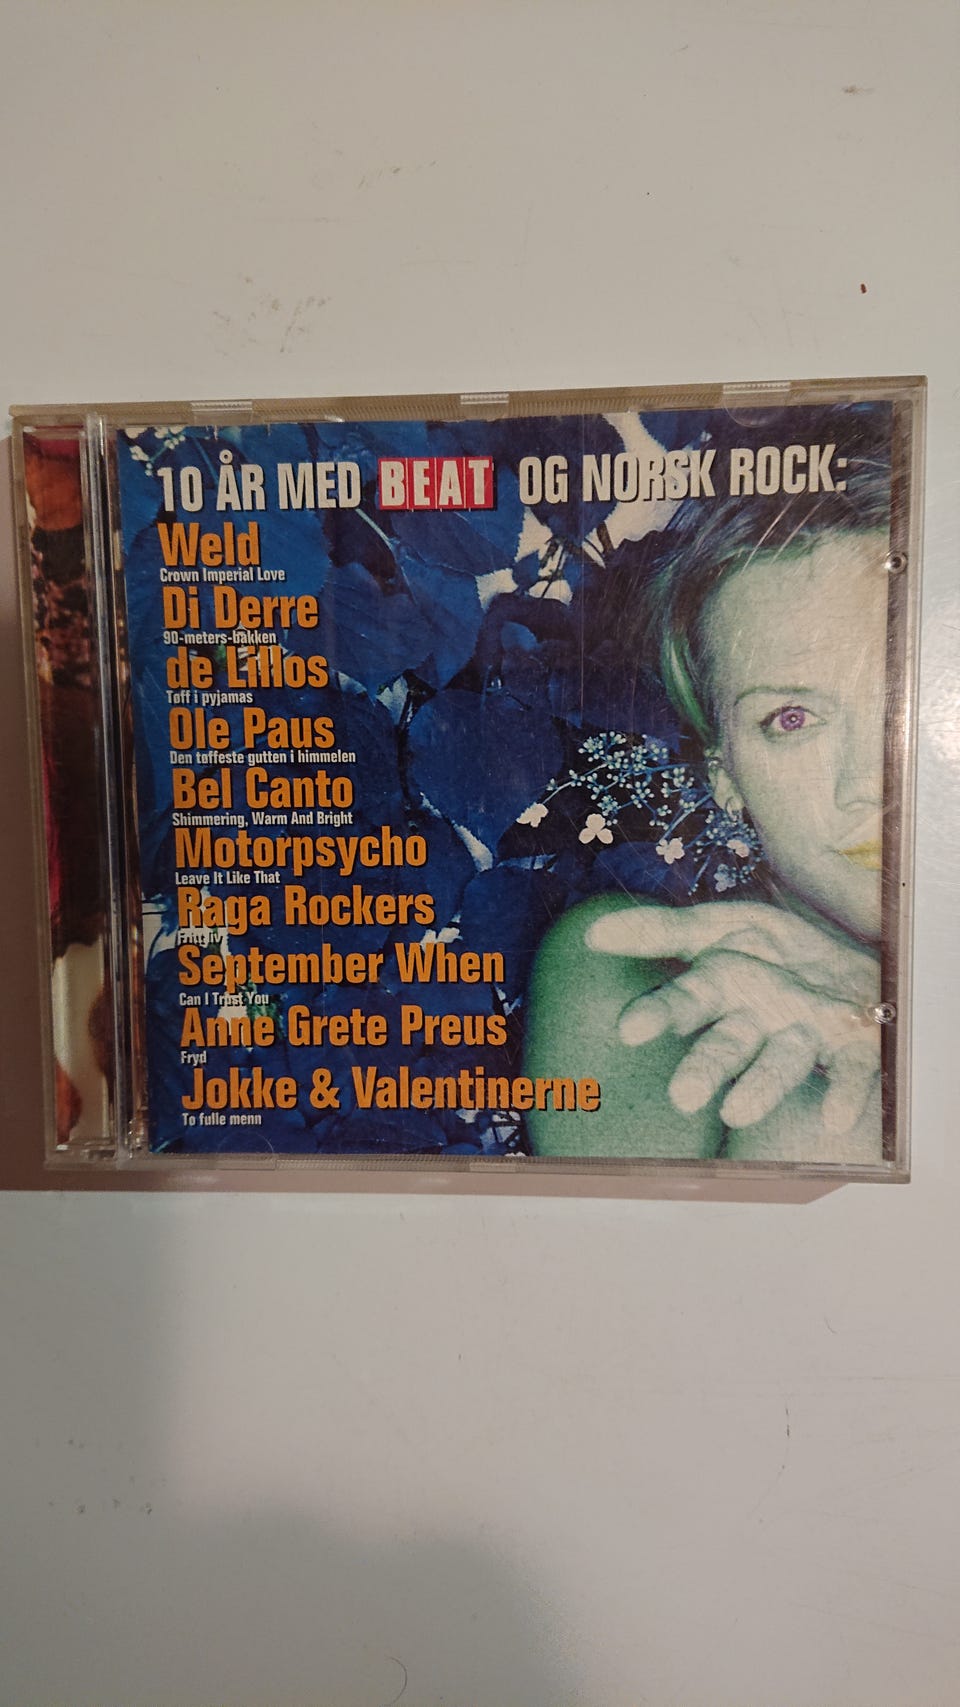 10 ÅR MED BEAT OG NORSK ROCK:
Weld
Crown Imperial Love
Di Derre
90-meters-bakken
de Lillos
Tøff i pyjamas
Ole Paus
Den tøffeste gutten i himmelen
Bel Canto
Shimmering, Warm And Bright
Motorpsycho
Leave It Like That
Raga Rockers
Fritt liv
September When
Can I Trust You
Anne Grete Preus
Fryd
Jokke & Valentinerne
To fulle menn